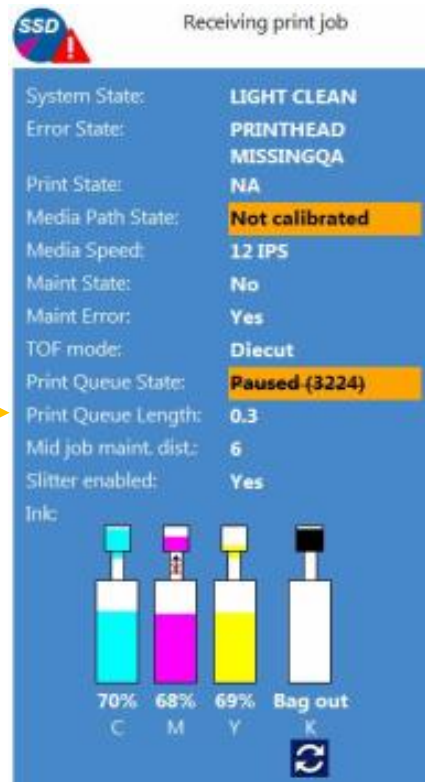 SSD
Receiving print job
System State: LIGHT CLEAN
Error State: PRINTHEAD
MISSINGQA
Print State: NA
Media Path State: Not calibrated
Media Speed: 12 IPS
Maint State: No
Maint Error: Yes
TOF mode: Diecut
Print Queue State: Paused (3224)
Print Queue Length: 0.3
Mid job maint. dist.: 6
Slitter enabled: Yes
Ink:
70% 68% 69% Bag out
C M Y K